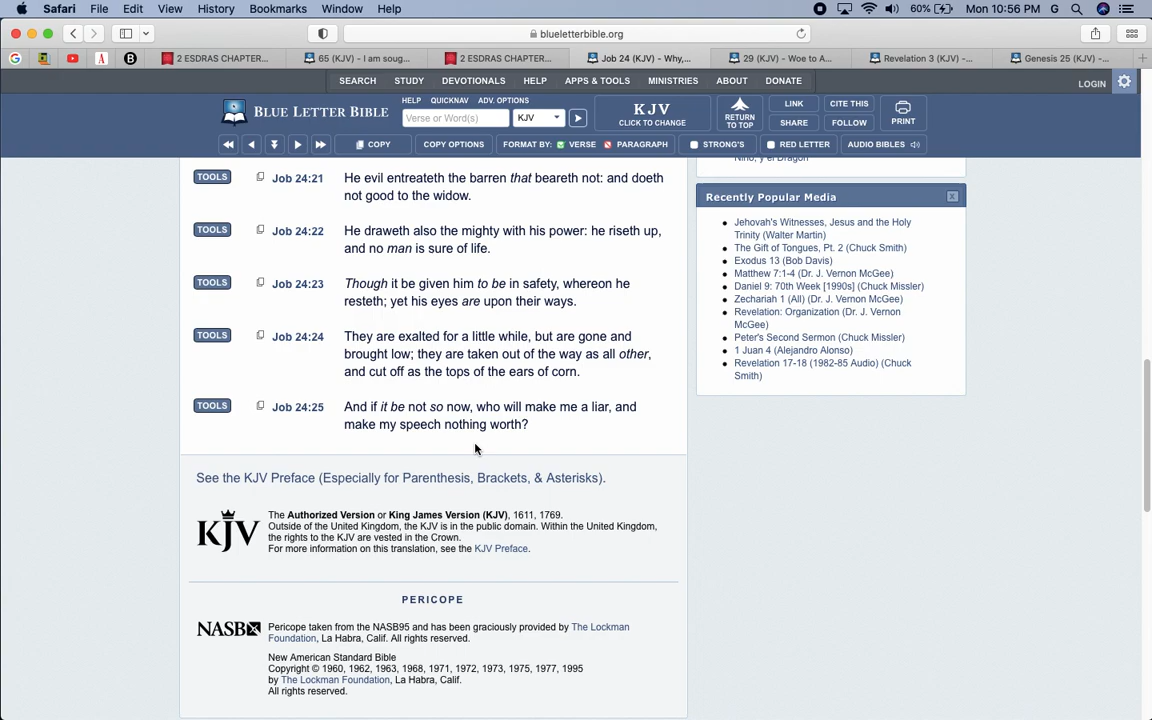 Safari File Edit View History Bookmarks Window Help 60% Mon 10:56 PM G
blueletterbible.org
G A B 2 ESDRAS CHAPTER... 65 (KJV) - I am soug... 2 ESDRAS CHAPTER... Job 24 (KJV) - Why,... 29 (KJV) - Woe to A... Revelation 3 (KJV) -... Genesis 25 (KJV) -... +
SEARCH STUDY DEVOTIONALS HELP APPS & TOOLS MINISTRIES ABOUT DONATE LOGIN
BLUE LETTER BIBLE
HELP QUICKNAV ADV. OPTIONS
Verse or Word(s) KJV
KJV
CLICK TO CHANGE
RETURN
TO TOP
LINK CITE THIS
SHARE FOLLOW
PRINT
COPY COPY OPTIONS FORMAT BY: VERSE PARAGRAPH STRONG'S RED LETTER AUDIO BIBLES
TOOLS Job 24:21 He evil entreateth the barren that beareth not: and doeth
not good to the widow.
TOOLS Job 24:22 He draweth also the mighty with his power: he riseth up,
and no man is sure of life.
TOOLS Job 24:23 Though it be given him to be in safety, whereon he
resteth; yet his eyes are upon their ways.
TOOLS Job 24:24 They are exalted for a little while, but are gone and
brought low; they are taken out of the way as all other,
and cut off as the tops of the ears of corn.
TOOLS Job 24:25 And if it be not so now, who will make me a liar, and
make my speech nothing worth?
See the KJV Preface (Especially for Parenthesis, Brackets, & Asterisks).
KJV
The Authorized Version or King James Version (KJV), 1611, 1769.
Outside of the United Kingdom, the KJV is in the public domain. Within the United Kingdom,
the rights to the KJV are vested in the Crown.
For more information on this translation, see the KJV Preface.
PERICOPE
NASB
Pericope taken from the NASB95 and has been graciously provided by The Lockman
Foundation, La Habra, Calif. All rights reserved.
New American Standard Bible
Copyright © 1960, 1962, 1963, 1968, 1971, 1972, 1973, 1975, 1977, 1995
by The Lockman Foundation, La Habra, Calif.
All rights reserved.
Niño, y el Dragón
Recently Popular Media
Jehovah's Witnesses, Jesus and the Holy
Trinity (Walter Martin)
The Gift of Tongues, Pt. 2 (Chuck Smith)
Exodus 13 (Bob Davis)
Matthew 7:1-4 (Dr. J. Vernon McGee)
Daniel 9: 70th Week [1990s] (Chuck Missler)
Zechariah 1 (All) (Dr. J. Vernon McGee)
Revelation: Organization (Dr. J. Vernon
McGee)
Peter's Second Sermon (Chuck Missler)
1 Juan 4 (Alejandro Alonso)
Revelation 17-18 (1982-85 Audio) (Chuck
Smith)